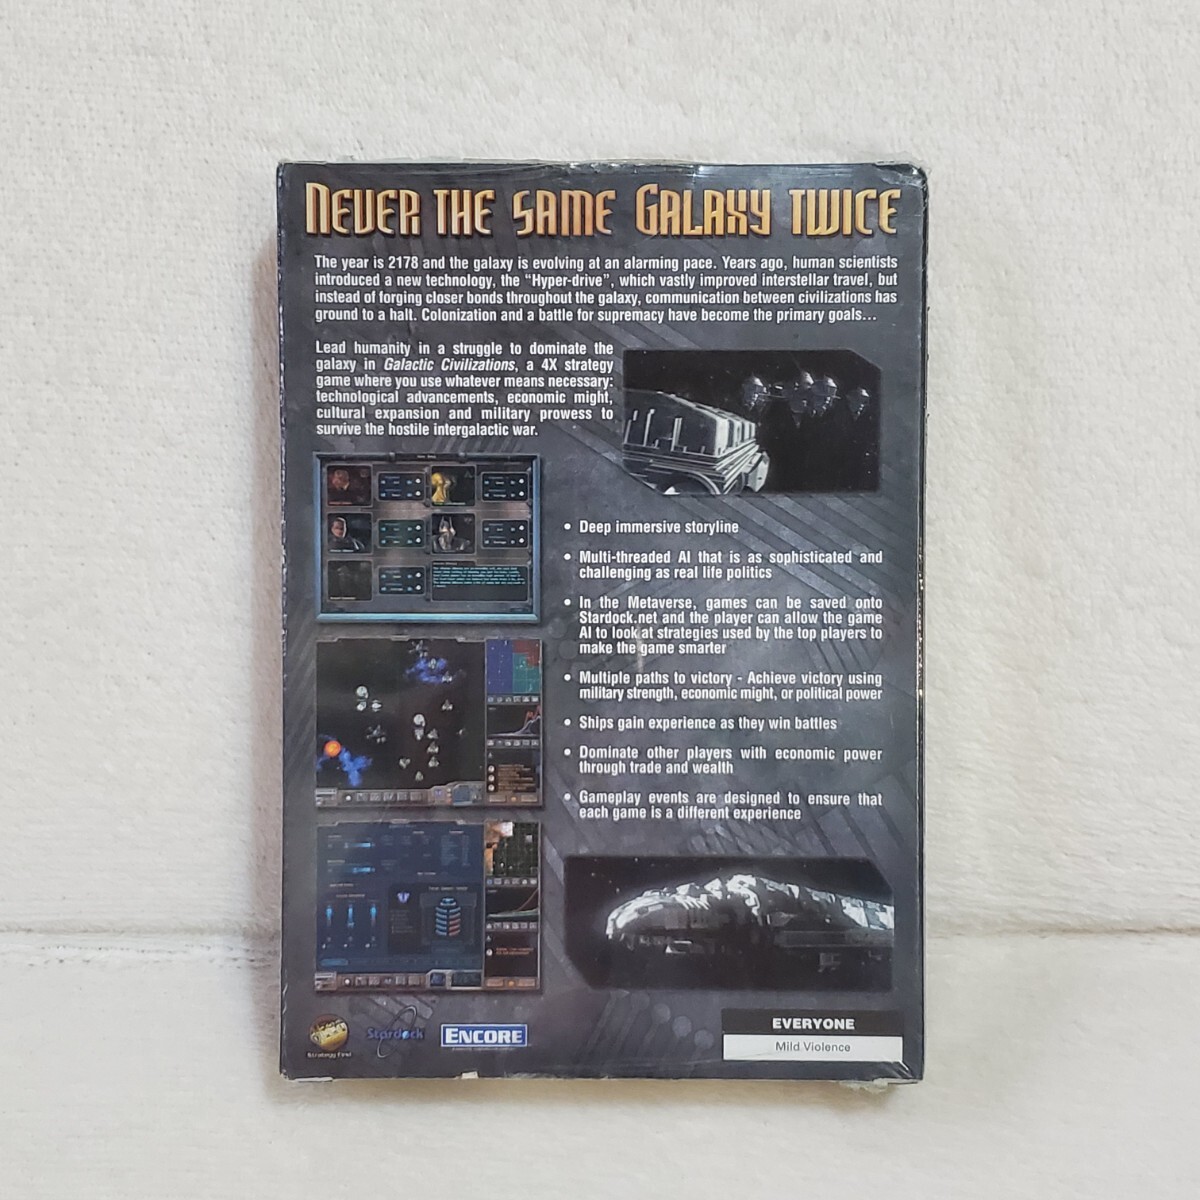 NEVER THE SAME GALAXY TWICE
The year is 2178 and the galaxy is evolving at an alarming pace. Years ago, human scientists
introduced a new technology, the "Hyper-drive", which vastly improved interstellar travel, but
instead of forging closer bonds throughout the galaxy, communication between civilizations has
ground to a halt. Colonization and a battle for supremacy have become the primary goals...
Lead humanity in a struggle to dominate the
galaxy in Galactic Civilizations, a 4X strategy
game where you use whatever means necessary:
technological advancements, economic might,
cultural expansion and military prowess to
survive the hostile intergalactic war.
• Deep immersive storyline
• Multi-threaded AI that is as sophisticated and
challenging as real life politics
• In the Metaverse, games can be saved onto
Stardock.net and the player can allow the game
AI to look at strategies used by the top players to
make the game smarter
• Multiple paths to victory - Achieve victory using
military strength, economic might, or political power
• Ships gain experience as they win battles
• Dominate other players with economic power
through trade and wealth
• Gameplay events are designed to ensure that
each game is a different experience
Strategy First
Stardock
ENCORE
EVERYONE
Mild Violence